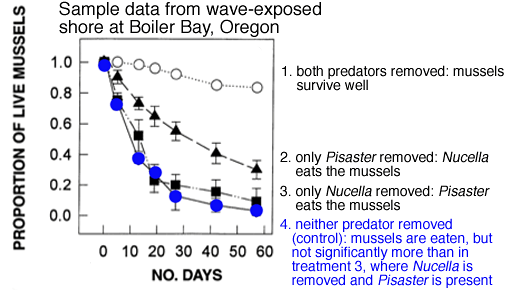 Sample data from wave-exposed
shore at Boiler Bay, Oregon
PROPORTION OF LIVE MUSSELS
1.0
0.8
0.6
0.4
0.2
0.0
0 10 20 30 40 50 60
NO. DAYS
1. both predators removed: mussels
survive well
2. only Pisaster removed: Nucella
eats the mussels
3. only Nucella removed: Pisaster
eats the mussels
4. neither predator removed
(control): mussels are eaten, but
not significantly more than in
treatment 3, where Nucella is
removed and Pisaster is present